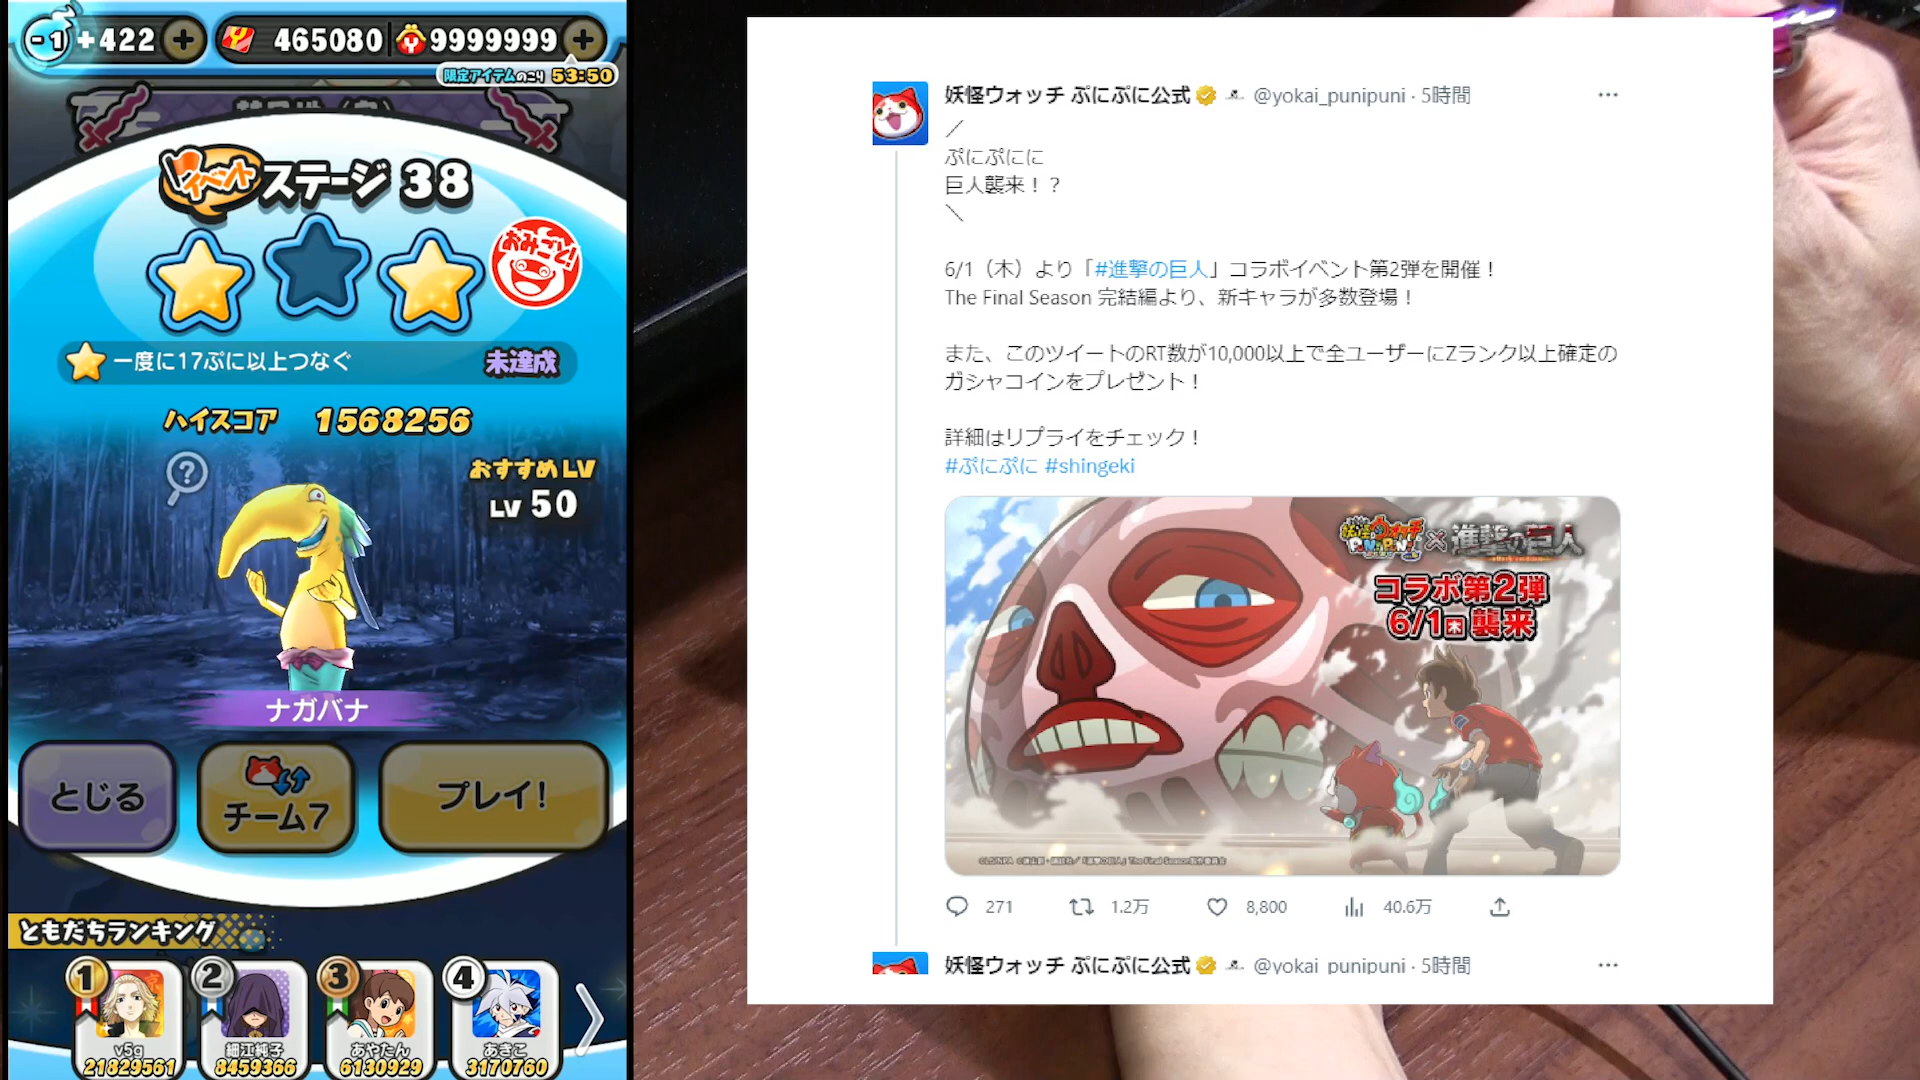 -1 +422
465080
9999999
限定アイテムのこり 53:50
イベント ステージ 38
おみごと!
一度に17ぷに以上つなぐ 未達成
ハイスコア 1568256
おすすめLV
LV 50
ナガバナ
とじる
チーム7
プレイ!
ともだちランキング
1 2 3 4
v5g 細江純子 あやたん あきこ
21829561 8459366 6130929 3170760
妖怪ウォッチ ぷにぷに公式 @yokai_punipuni · 5時間
／
ぷにぷにに
巨人襲来！？
＼
6/1（木）より「#進撃の巨人」コラボイベント第2弾を開催！
The Final Season 完結編より、新キャラが多数登場！
また、このツイートのRT数が10,000以上で全ユーザーにZランク以上確定の
ガシャコインをプレゼント！
詳細はリプライをチェック！
#ぷにぷに #shingeki
妖怪ウォッチ ぷにぷに × 進撃の巨人
コラボ第2弾
6/1木 襲来
271 1.2万 8,800 40.6万
妖怪ウォッチ ぷにぷに公式 @yokai_punipuni · 5時間